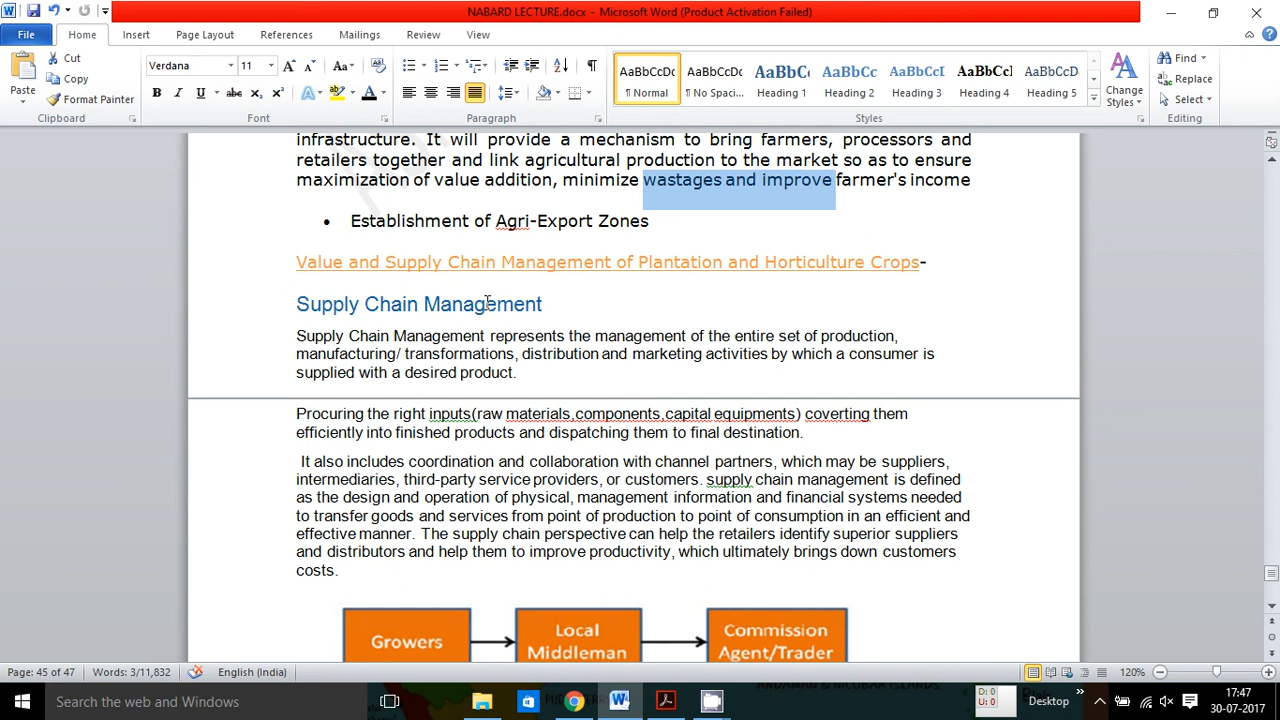 NABARD LECTURE.docx - Microsoft Word (Product Activation Failed)
File Home Insert Page Layout References Mailings Review View
Paste Cut Copy Format Painter Clipboard
Verdana 11 Aa B I U abc x₂ x² A A Font
Paragraph
AaBbCcDc AaBbCcDc AaBbCc AaBbCc AaBbCcI AaBbCcI AaBbCcDc
¶ Normal ¶ No Spaci... Heading 1 Heading 2 Heading 3 Heading 4 Heading 5 Change Styles Styles
Find Replace Select Editing
infrastructure. It will provide a mechanism to bring farmers, processors and
retailers together and link agricultural production to the market so as to ensure
maximization of value addition, minimize wastages and improve farmer's income
• Establishment of Agri-Export Zones
Value and Supply Chain Management of Plantation and Horticulture Crops-
Supply Chain Management
Supply Chain Management represents the management of the entire set of production,
manufacturing/ transformations, distribution and marketing activities by which a consumer is
supplied with a desired product.
Procuring the right inputs(raw materials,components,capital equipments) coverting them
efficiently into finished products and dispatching them to final destination.
It also includes coordination and collaboration with channel partners, which may be suppliers,
intermediaries, third-party service providers, or customers. supply chain management is defined
as the design and operation of physical, management information and financial systems needed
to transfer goods and services from point of production to point of consumption in an efficient and
effective manner. The supply chain perspective can help the retailers identify superior suppliers
and distributors and help them to improve productivity, which ultimately brings down customers
costs.
Growers
Local
Middleman
Commission
Agent/Trader
Page: 45 of 47 Words: 3/11,832 English (India) 120%
Search the web and Windows
ANDAMAN & NICOBAR ISLANDS
D: 0
U: 0
Desktop
17:47
30-07-2017